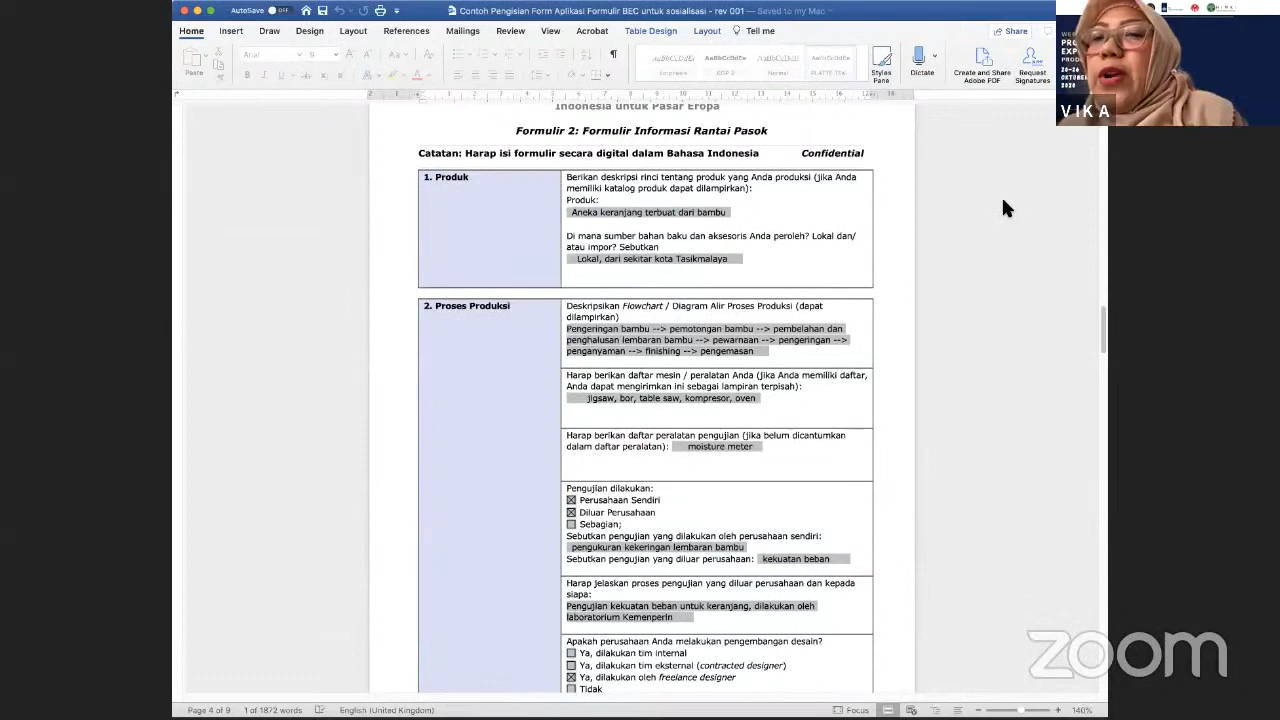 AutoSave OFF
Contoh Pengisian Form Aplikasi Formulir BEC untuk sosialisasi - rev 001 — Saved to my Mac
Home Insert Draw Design Layout References Mailings Review View Acrobat Table Design Layout Tell me
Share
Paste
Arial 9
AaBbCcDdEe AaBbCcDdEe AaBbCcDdEe AaBbCcDdEe
Emphasis Normal
Styles Pane
Dictate
Create and Share Adobe PDF
Request Signatures
Indonesia untuk Pasar Eropa
Formulir 2: Formulir Informasi Rantai Pasok
Catatan: Harap isi formulir secara digital dalam Bahasa Indonesia Confidential
1. Produk
Berikan deskripsi rinci tentang produk yang Anda produksi (jika Anda
memiliki katalog produk dapat dilampirkan):
Produk:
Aneka keranjang terbuat dari bambu
Di mana sumber bahan baku dan aksesoris Anda peroleh? Lokal dan/
atau impor? Sebutkan
Lokal, dari sekitar kota Tasikmalaya
2. Proses Produksi
Deskripsikan Flowchart / Diagram Alir Proses Produksi (dapat
dilampirkan)
Pengeringan bambu --> pemotongan bambu --> pembelahan dan
penghalusan lembaran bambu --> pewarnaan --> pengeringan -->
penganyaman --> finishing --> pengemasan
Harap berikan daftar mesin / peralatan Anda (jika Anda memiliki daftar,
Anda dapat mengirimkan ini sebagai lampiran terpisah):
jigsaw, bor, table saw, kompresor, oven
Harap berikan daftar peralatan pengujian (jika belum dicantumkan
dalam daftar peralatan): moisture meter
Pengujian dilakukan:
Perusahaan Sendiri
Diluar Perusahaan
Sebagian;
Sebutkan pengujian yang dilakukan oleh perusahaan sendiri:
pengukuran kekeringan lembaran bambu
Sebutkan pengujian yang diluar perusahaan: kekuatan beban
Harap jelaskan proses pengujian yang diluar perusahaan dan kepada
siapa:
Pengujian kekuatan beban untuk keranjang, dilakukan oleh
laboratorium Kemenperin
Apakah perusahaan Anda melakukan pengembangan desain?
Ya, dilakukan tim internal
Ya, dilakukan tim eksternal (contracted designer)
Ya, dilakukan oleh freelance designer
Tidak
Page 4 of 9 1 of 1872 words English (United Kingdom) Focus 140%
VIKA
zoom